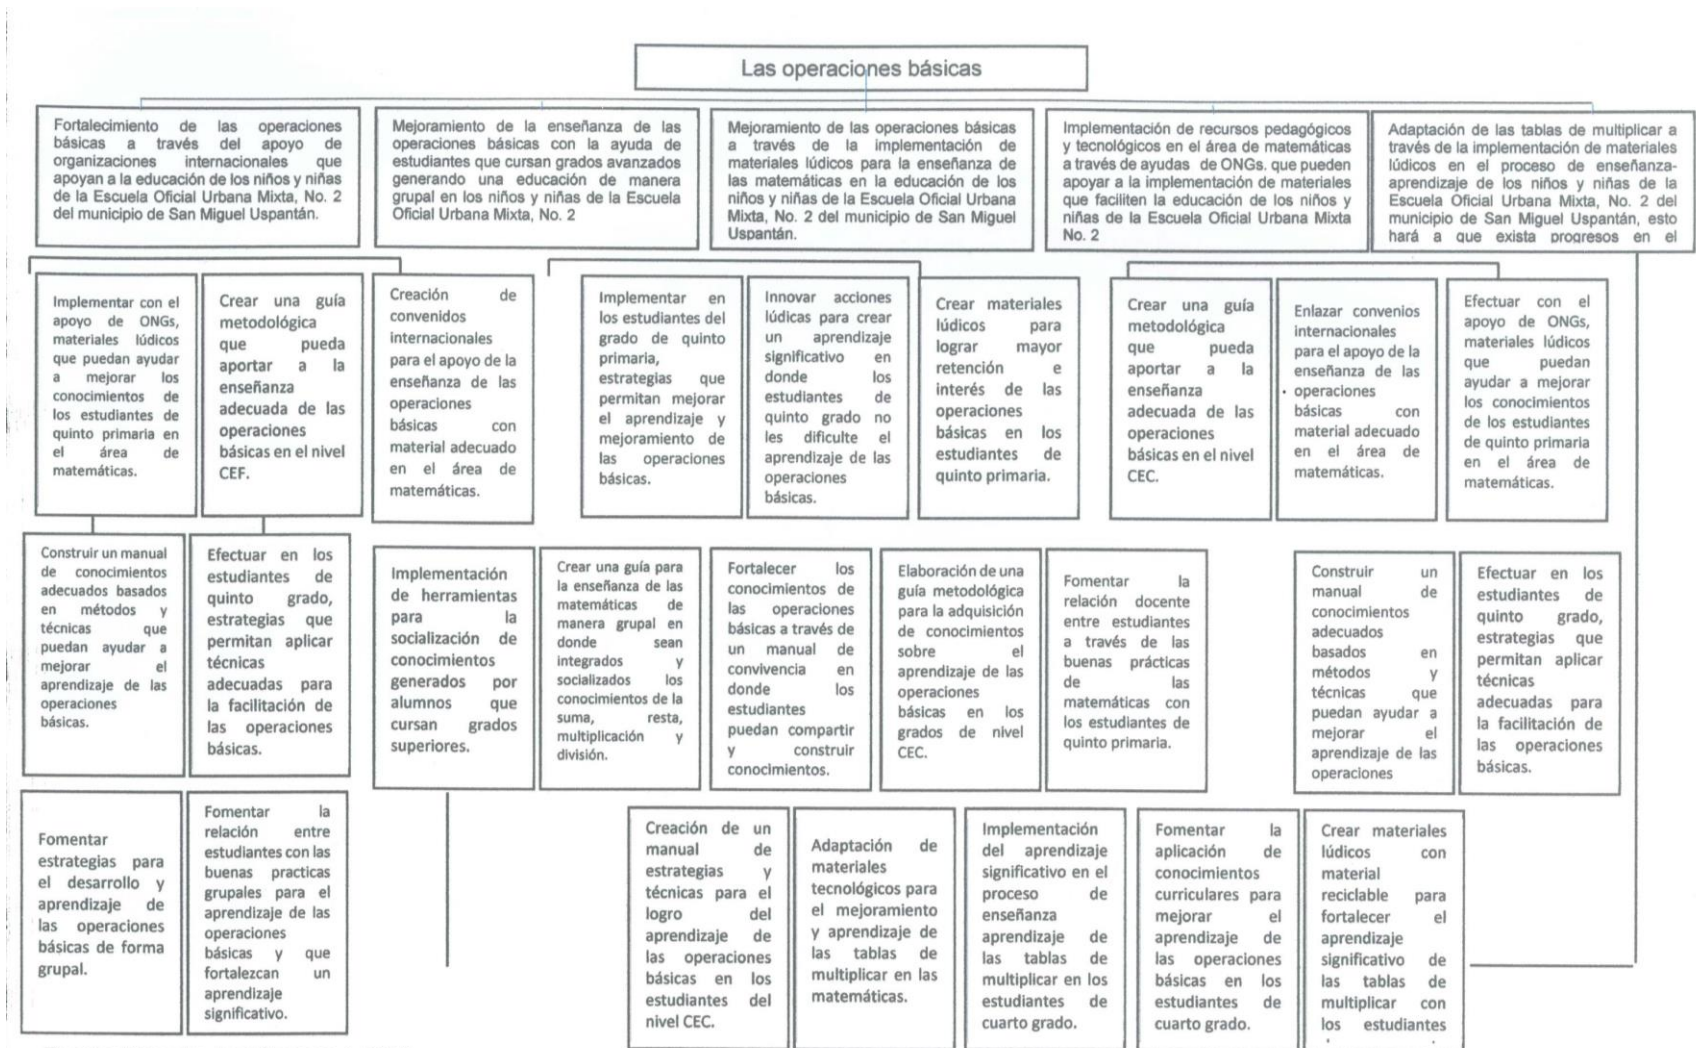 Las operaciones básicas
Fortalecimiento de las operaciones
básicas a través del apoyo de
organizaciones internacionales que
apoyan a la educación de los niños y niñas
de la Escuela Oficial Urbana Mixta, No. 2
del municipio de San Miguel Uspantán.
Mejoramiento de la enseñanza de las
operaciones básicas con la ayuda de
estudiantes que cursan grados avanzados
generando una educación de manera
grupal en los niños y niñas de la Escuela
Oficial Urbana Mixta, No. 2
Mejoramiento de las operaciones básicas
a través de la implementación de
materiales lúdicos para la enseñanza de
las matemáticas en la educación de los
niños y niñas de la Escuela Oficial Urbana
Mixta, No. 2 del municipio de San Miguel
Uspantán.
Implementación de recursos pedagógicos
y tecnológicos en el área de matemáticas
a través de ayudas de ONGs. que pueden
apoyar a la implementación de materiales
que faciliten la educación de los niños y
niñas de la Escuela Oficial Urbana Mixta
No. 2
Adaptación de las tablas de multiplicar a
través de la implementación de materiales
lúdicos en el proceso de enseñanza-
aprendizaje de los niños y niñas de la
Escuela Oficial Urbana Mixta, No. 2 del
municipio de San Miguel Uspantán, esto
hará a que exista progresos en el
Implementar con el
apoyo de ONGs,
materiales lúdicos
que puedan ayudar
a mejorar los
conocimientos de
los estudiantes de
quinto primaria en
el área de
matemáticas.
Crear una guía
metodológica
que pueda
aportar a la
enseñanza
adecuada de las
operaciones
básicas en el nivel
CEF.
Creación de
convenidos
internacionales
para el apoyo de la
enseñanza de las
operaciones
básicas con
material adecuado
en el área de
matemáticas.
Implementar en
los estudiantes del
grado de quinto
primaria,
estrategias que
permitan mejorar
el aprendizaje y
mejoramiento de
las operaciones
básicas.
Innovar acciones
lúdicas para crear
un aprendizaje
significativo en
donde los
estudiantes de
quinto grado no
les dificulte el
aprendizaje de las
operaciones
básicas.
Crear materiales
lúdicos para
lograr mayor
retención e
interés de las
operaciones
básicas en los
estudiantes de
quinto primaria.
Crear una guía
metodológica
que pueda
aportar a la
enseñanza
adecuada de las
operaciones
básicas en el nivel
CEC.
Enlazar convenios
internacionales
para el apoyo de la
enseñanza de las
operaciones
básicas con
material adecuado
en el área de
matemáticas.
Efectuar con el
apoyo de ONGs,
materiales lúdicos
que puedan
ayudar a mejorar
los conocimientos
de los estudiantes
de quinto primaria
en el área de
matemáticas.
Construir un manual
de conocimientos
adecuados basados
en métodos y
técnicas que
puedan ayudar a
mejorar el
aprendizaje de las
operaciones
básicas.
Efectuar en los
estudiantes de
quinto grado,
estrategias que
permitan aplicar
técnicas
adecuadas para
la facilitación de
las operaciones
básicas.
Implementación
de herramientas
para la
socialización de
conocimientos
generados por
alumnos que
cursan grados
superiores.
Crear una guía para
la enseñanza de las
matemáticas de
manera grupal en
donde sean
integrados y
socializados los
conocimientos de la
suma, resta,
multiplicación y
división.
Fortalecer los
conocimientos de
las operaciones
básicas a través de
un manual de
convivencia en
donde los
estudiantes
puedan compartir
y construir
conocimientos.
Elaboración de una
guía metodológica
para la adquisición
de conocimientos
sobre el
aprendizaje de las
operaciones
básicas en los
grados de nivel
CEC.
Fomentar la
relación docente
entre estudiantes
a través de las
buenas prácticas
de las
matemáticas con
los estudiantes de
quinto primaria.
Construir un
manual de
conocimientos
adecuados
basados en
métodos y
técnicas que
puedan ayudar a
mejorar el
aprendizaje de las
operaciones
Efectuar en los
estudiantes de
quinto grado,
estrategias que
permitan aplicar
técnicas
adecuadas para
la facilitación de
las operaciones
básicas.
Fomentar
estrategias para
el desarrollo y
aprendizaje de
las operaciones
básicas de forma
grupal.
Fomentar la
relación entre
estudiantes con las
buenas practicas
grupales para el
aprendizaje de las
operaciones
básicas y que
fortalezcan un
aprendizaje
significativo.
Creación de un
manual de
estrategias y
técnicas para el
logro del
aprendizaje de
las operaciones
básicas en los
estudiantes del
nivel CEC.
Adaptación de
materiales
tecnológicos para
el mejoramiento
y aprendizaje de
las tablas de
multiplicar en las
matemáticas.
Implementación
del aprendizaje
significativo en el
proceso de
enseñanza
aprendizaje de
las tablas de
multiplicar en los
estudiantes de
cuarto grado.
Fomentar la
aplicación de
conocimientos
curriculares para
mejorar el
aprendizaje de
las operaciones
básicas en los
estudiantes de
cuarto grado.
Crear materiales
lúdicos con
material
reciclable para
fortalecer el
aprendizaje
significativo de
las tablas de
multiplicar con
los estudiantes